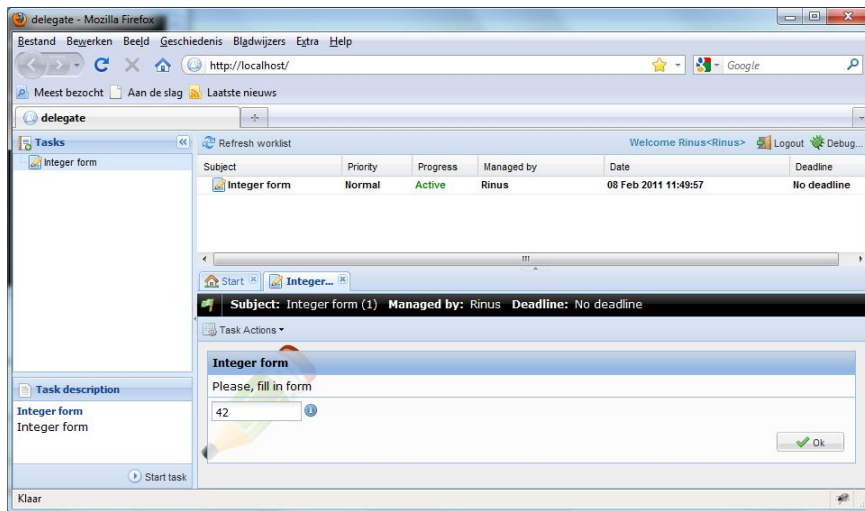 delegate - Mozilla Firefox
Bestand Bewerken Beeld Geschiedenis Bladwijzers Extra Help
http://localhost/ Google
Meest bezocht Aan de slag Laatste nieuws
delegate
Tasks
Integer form
Refresh worklist Welcome Rinus<Rinus> Logout Debug...
Subject Priority Progress Managed by Date Deadline
Integer form Normal Active Rinus 08 Feb 2011 11:49:57 No deadline
Start Integer...
Subject: Integer form (1) Managed by: Rinus Deadline: No deadline
Task Actions
Integer form
Please, fill in form
42
Ok
Task description
Integer form
Integer form
Start task
Klaar